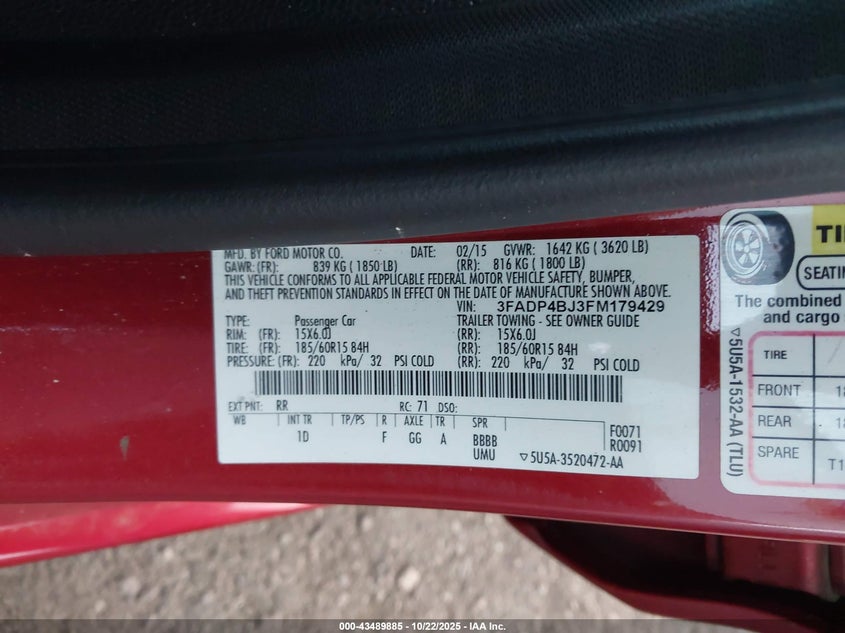 MFD. BY FORD MOTOR CO. DATE: 02/15 GVWR: 1642 KG ( 3620 LB)
GAWR: (FR): 839 KG ( 1850 LB) (RR): 816 KG ( 1800 LB)
THIS VEHICLE CONFORMS TO ALL APPLICABLE FEDERAL MOTOR VEHICLE SAFETY, BUMPER,
AND THEFT PREVENTION STANDARDS IN EFFECT ON THE DATE OF MANUFACTURE SHOWN ABOVE.
VIN: 3FADP4BJ3FM179429
TYPE: Passenger Car TRAILER TOWING - SEE OWNER GUIDE
RIM: (FR): 15X6.0J (RR): 15X6.0J
TIRE: (FR): 185/60R15 84H (RR): 185/60R15 84H
PRESSURE: (FR): 220 kPa/ 32 PSI COLD (RR): 220 kPa/ 32 PSI COLD
EXT PNT: RR RC: 71 DSO:
WB INT TR TP/PS R AXLE TR SPR
1D F GG A BBBB
UMU
F0071
R0091
▽5U5A-3520472-AA
▽5U5A-1532-AA (TLU)
TI
SEATIN
The combined
and cargo
TIRE
FRONT 18
REAR 18
SPARE T1
000-43489885 - 10/22/2025 - IAA Inc.